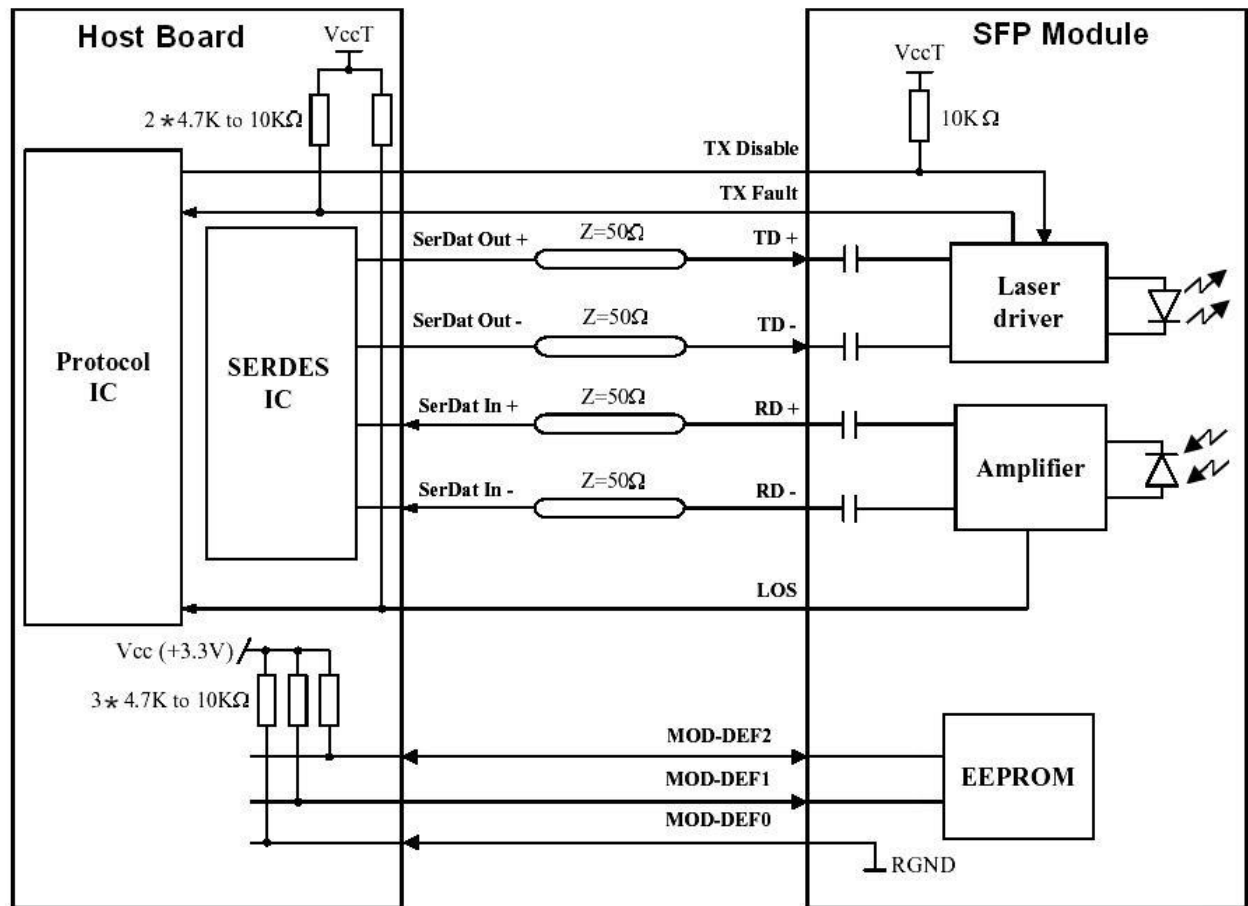 Host Board
SFP Module
VccT
VccT
2*4.7K to 10KΩ
10KΩ
TX Disable
TX Fault
SerDat Out +
Z=50Ω
TD +
Laser
driver
SerDat Out -
Z=50Ω
TD -
Protocol
IC
SERDES
IC
SerDat In +
Z=50Ω
RD +
Amplifier
SerDat In -
Z=50Ω
RD -
LOS
Vcc (+3.3V)
3*4.7K to 10KΩ
MOD-DEF2
MOD-DEF1
MOD-DEF0
EEPROM
RGND